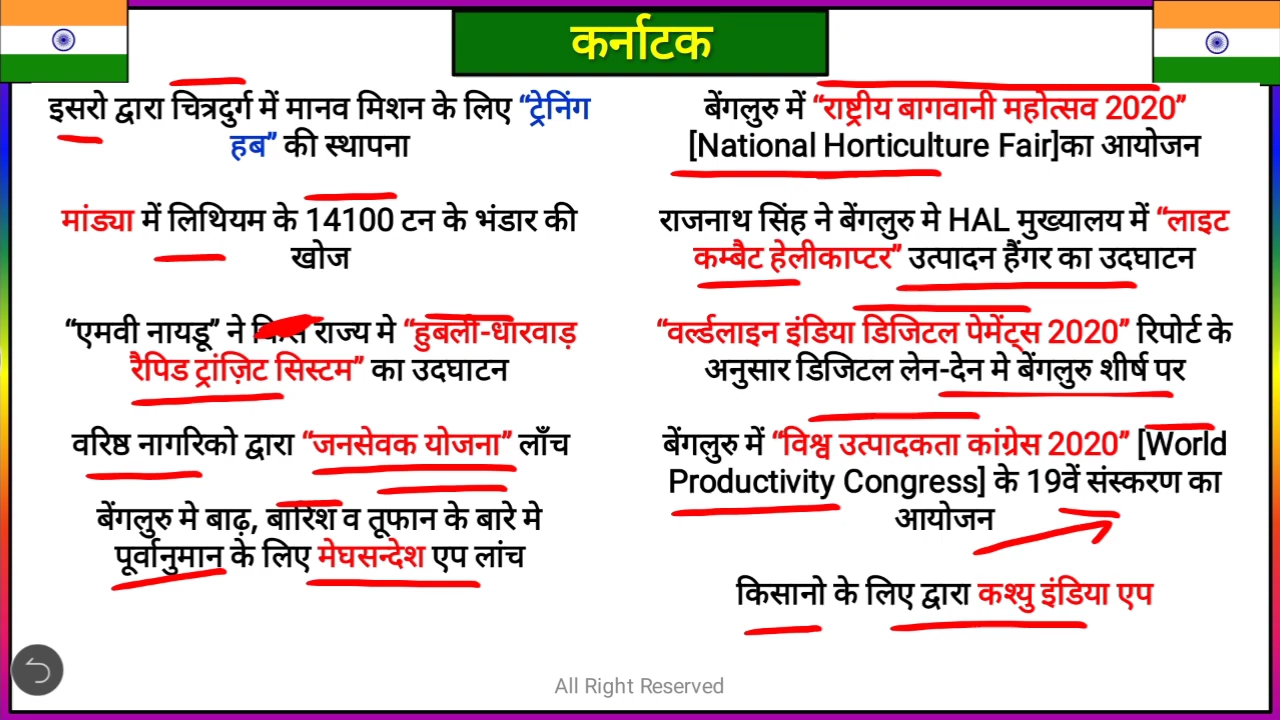 कर्नाटक
इसरो द्वारा चित्रदुर्ग में मानव मिशन के लिए “ट्रेनिंग
हब” की स्थापना
मांड्या में लिथियम के 14100 टन के भंडार की
खोज
“एमवी नायडू” ने किस राज्य मे “हुबली-धारवाड़
रैपिड ट्रांज़िट सिस्टम” का उदघाटन
वरिष्ठ नागरिको द्वारा “जनसेवक योजना” लाँच
बेंगलुरु मे बाढ़, बारिश व तूफान के बारे मे
पूर्वानुमान के लिए मेघसन्देश एप लांच
बेंगलुरु में “राष्ट्रीय बागवानी महोत्सव 2020”
[National Horticulture Fair]का आयोजन
राजनाथ सिंह ने बेंगलुरु मे HAL मुख्यालय में “लाइट
कम्बैट हेलीकाप्टर” उत्पादन हैंगर का उदघाटन
“वर्ल्डलाइन इंडिया डिजिटल पेमेंट्स 2020” रिपोर्ट के
अनुसार डिजिटल लेन-देन मे बेंगलुरु शीर्ष पर
बेंगलुरु में “विश्व उत्पादकता कांग्रेस 2020” [World
Productivity Congress] के 19वें संस्करण का
आयोजन
किसानो के लिए द्वारा कश्यु इंडिया एप
All Right Reserved